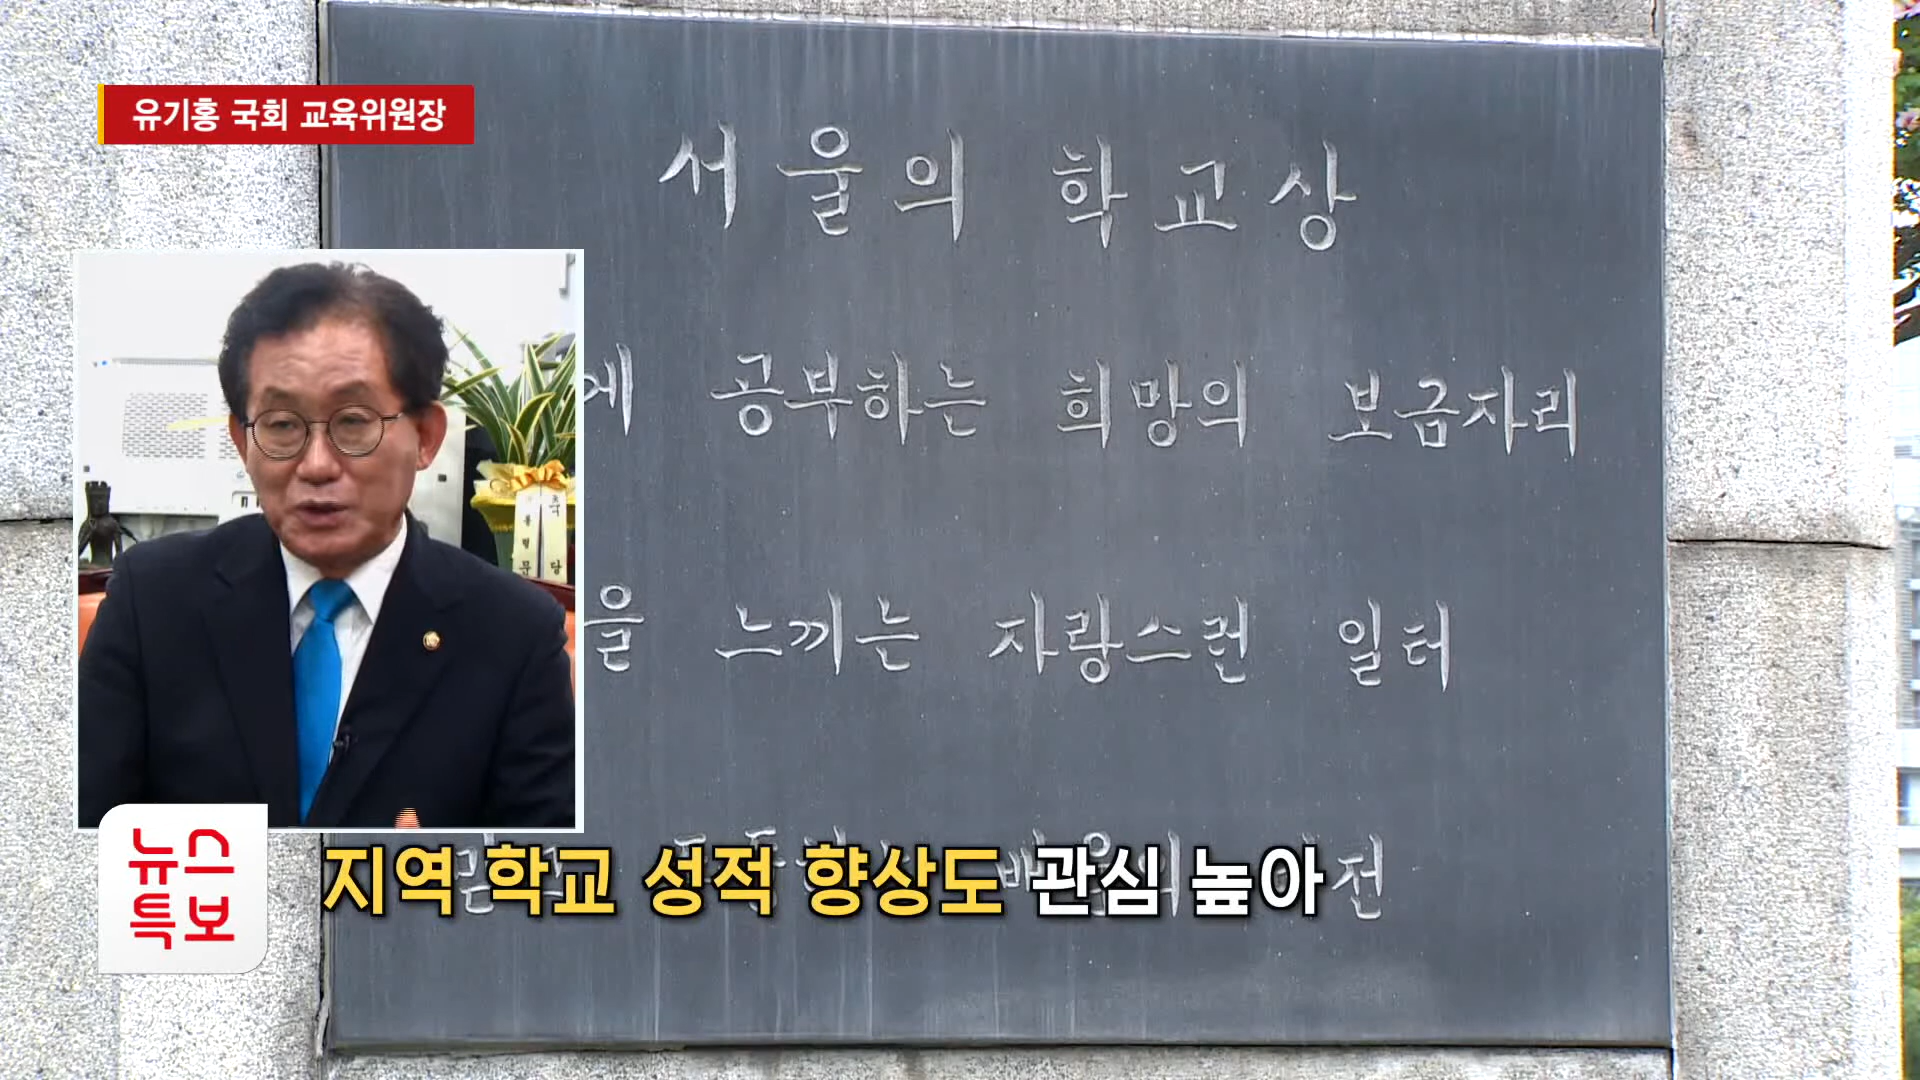 유기홍 국회 교육위원장
서울의 학교상
에 공부하는 희망의 보금자리
을 느끼는 자랑스런 일터
전
뉴스
특보
지역 학교 성적 향상도 관심 높아